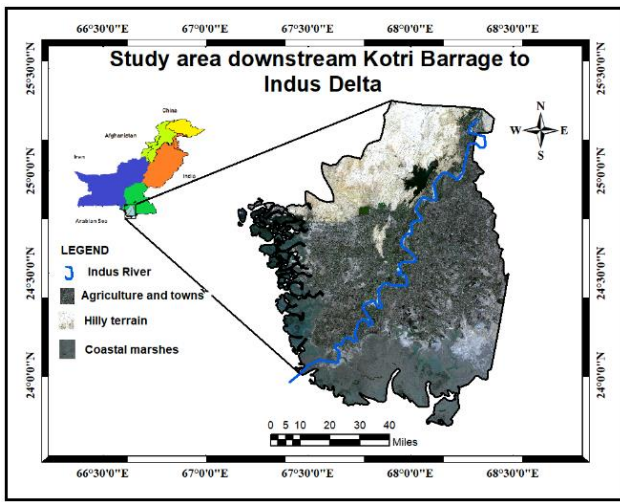 66°30'0"E 67°0'0"E 67°30'0"E 68°0'0"E 68°30'0"E
Study area downstream Kotri Barrage to
Indus Delta
25°30'0"N
25°0'0"N
24°30'0"N
24°0'0"N
China
Afghanistan
Iran
India
Arabian Sea
N
W E
S
LEGEND
Indus River
Agriculture and towns
Hilly terrain
Coastal marshes
0 5 10 20 30 40
Miles
25°30'0"N
25°0'0"N
24°30'0"N
24°0'0"N
66°30'0"E 67°0'0"E 67°30'0"E 68°0'0"E 68°30'0"E